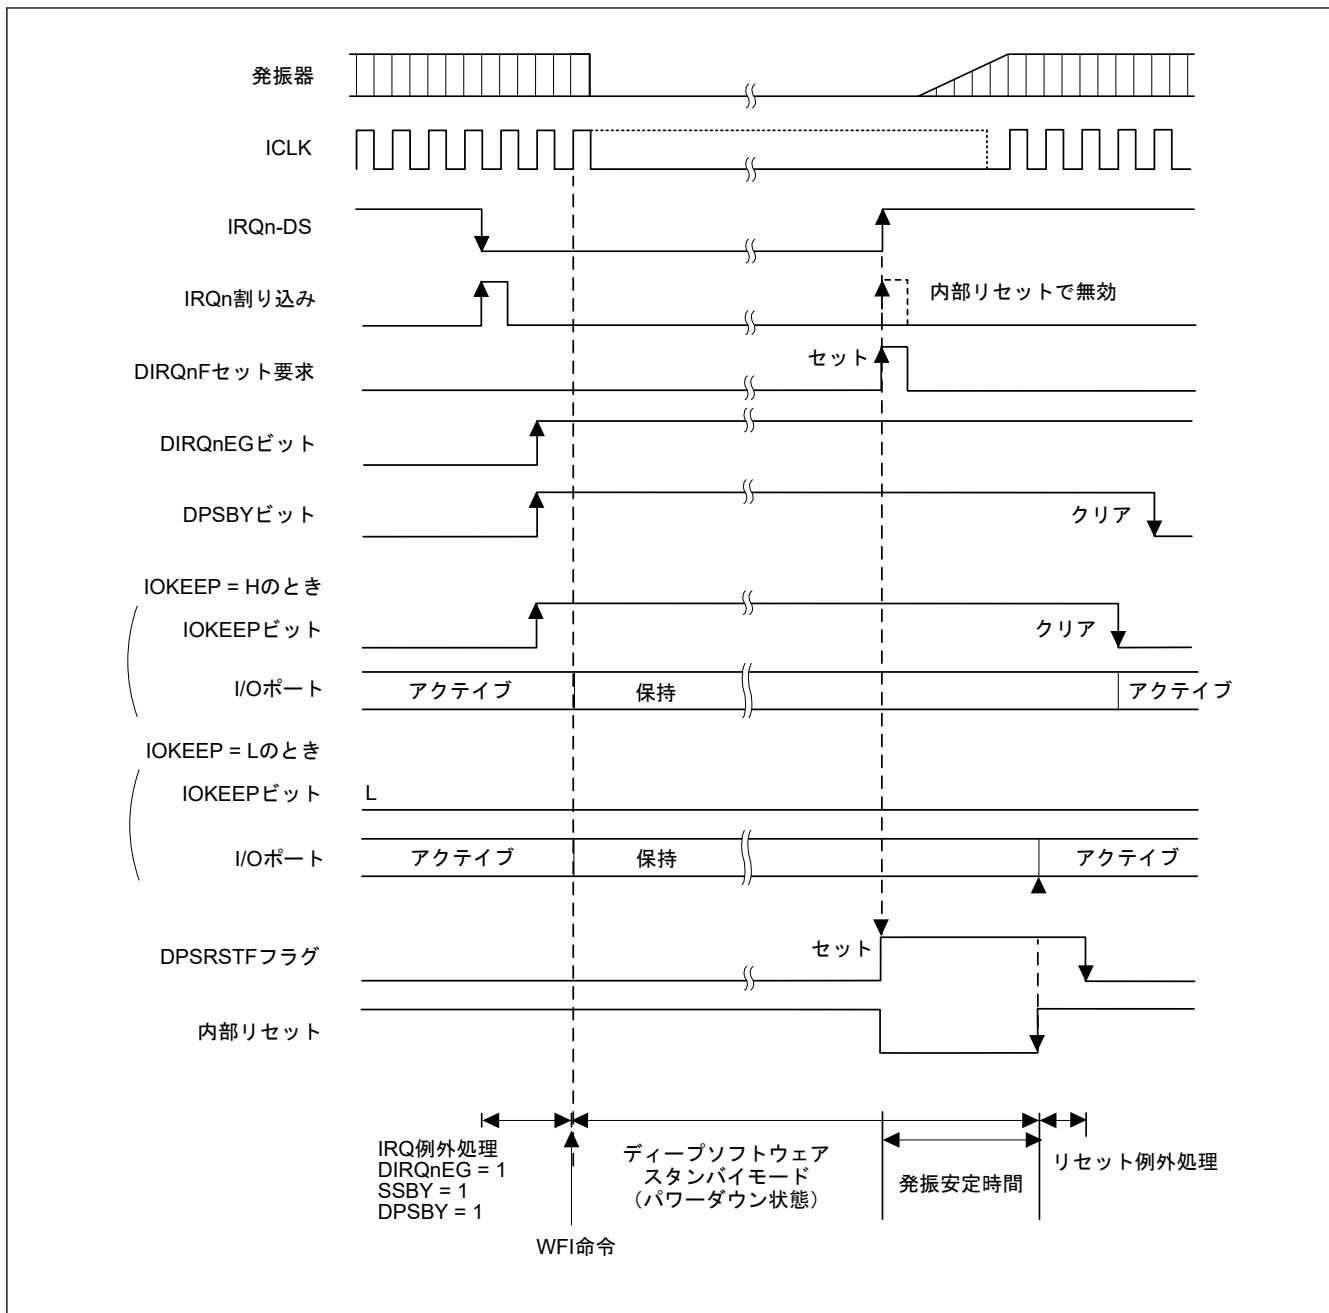 発振器
ICLK
IRQn-DS
IRQn割り込み
内部リセットで無効
DIRQnFセット要求
セット
DIRQnEGビット
DPSBYビット
クリア
IOKEEP = Hのとき
IOKEEPビット
クリア
I/Oポート
アクテイブ
保持
アクテイブ
IOKEEP = Lのとき
IOKEEPビット
L
I/Oポート
アクテイブ
保持
アクテイブ
DPSRSTFフラグ
セット
内部リセット
IRQ例外処理
DIRQnEG = 1
SSBY = 1
DPSBY = 1
WFI命令
ディープソフトウェア
スタンバイモード
（パワーダウン状態）
発振安定時間
リセット例外処理